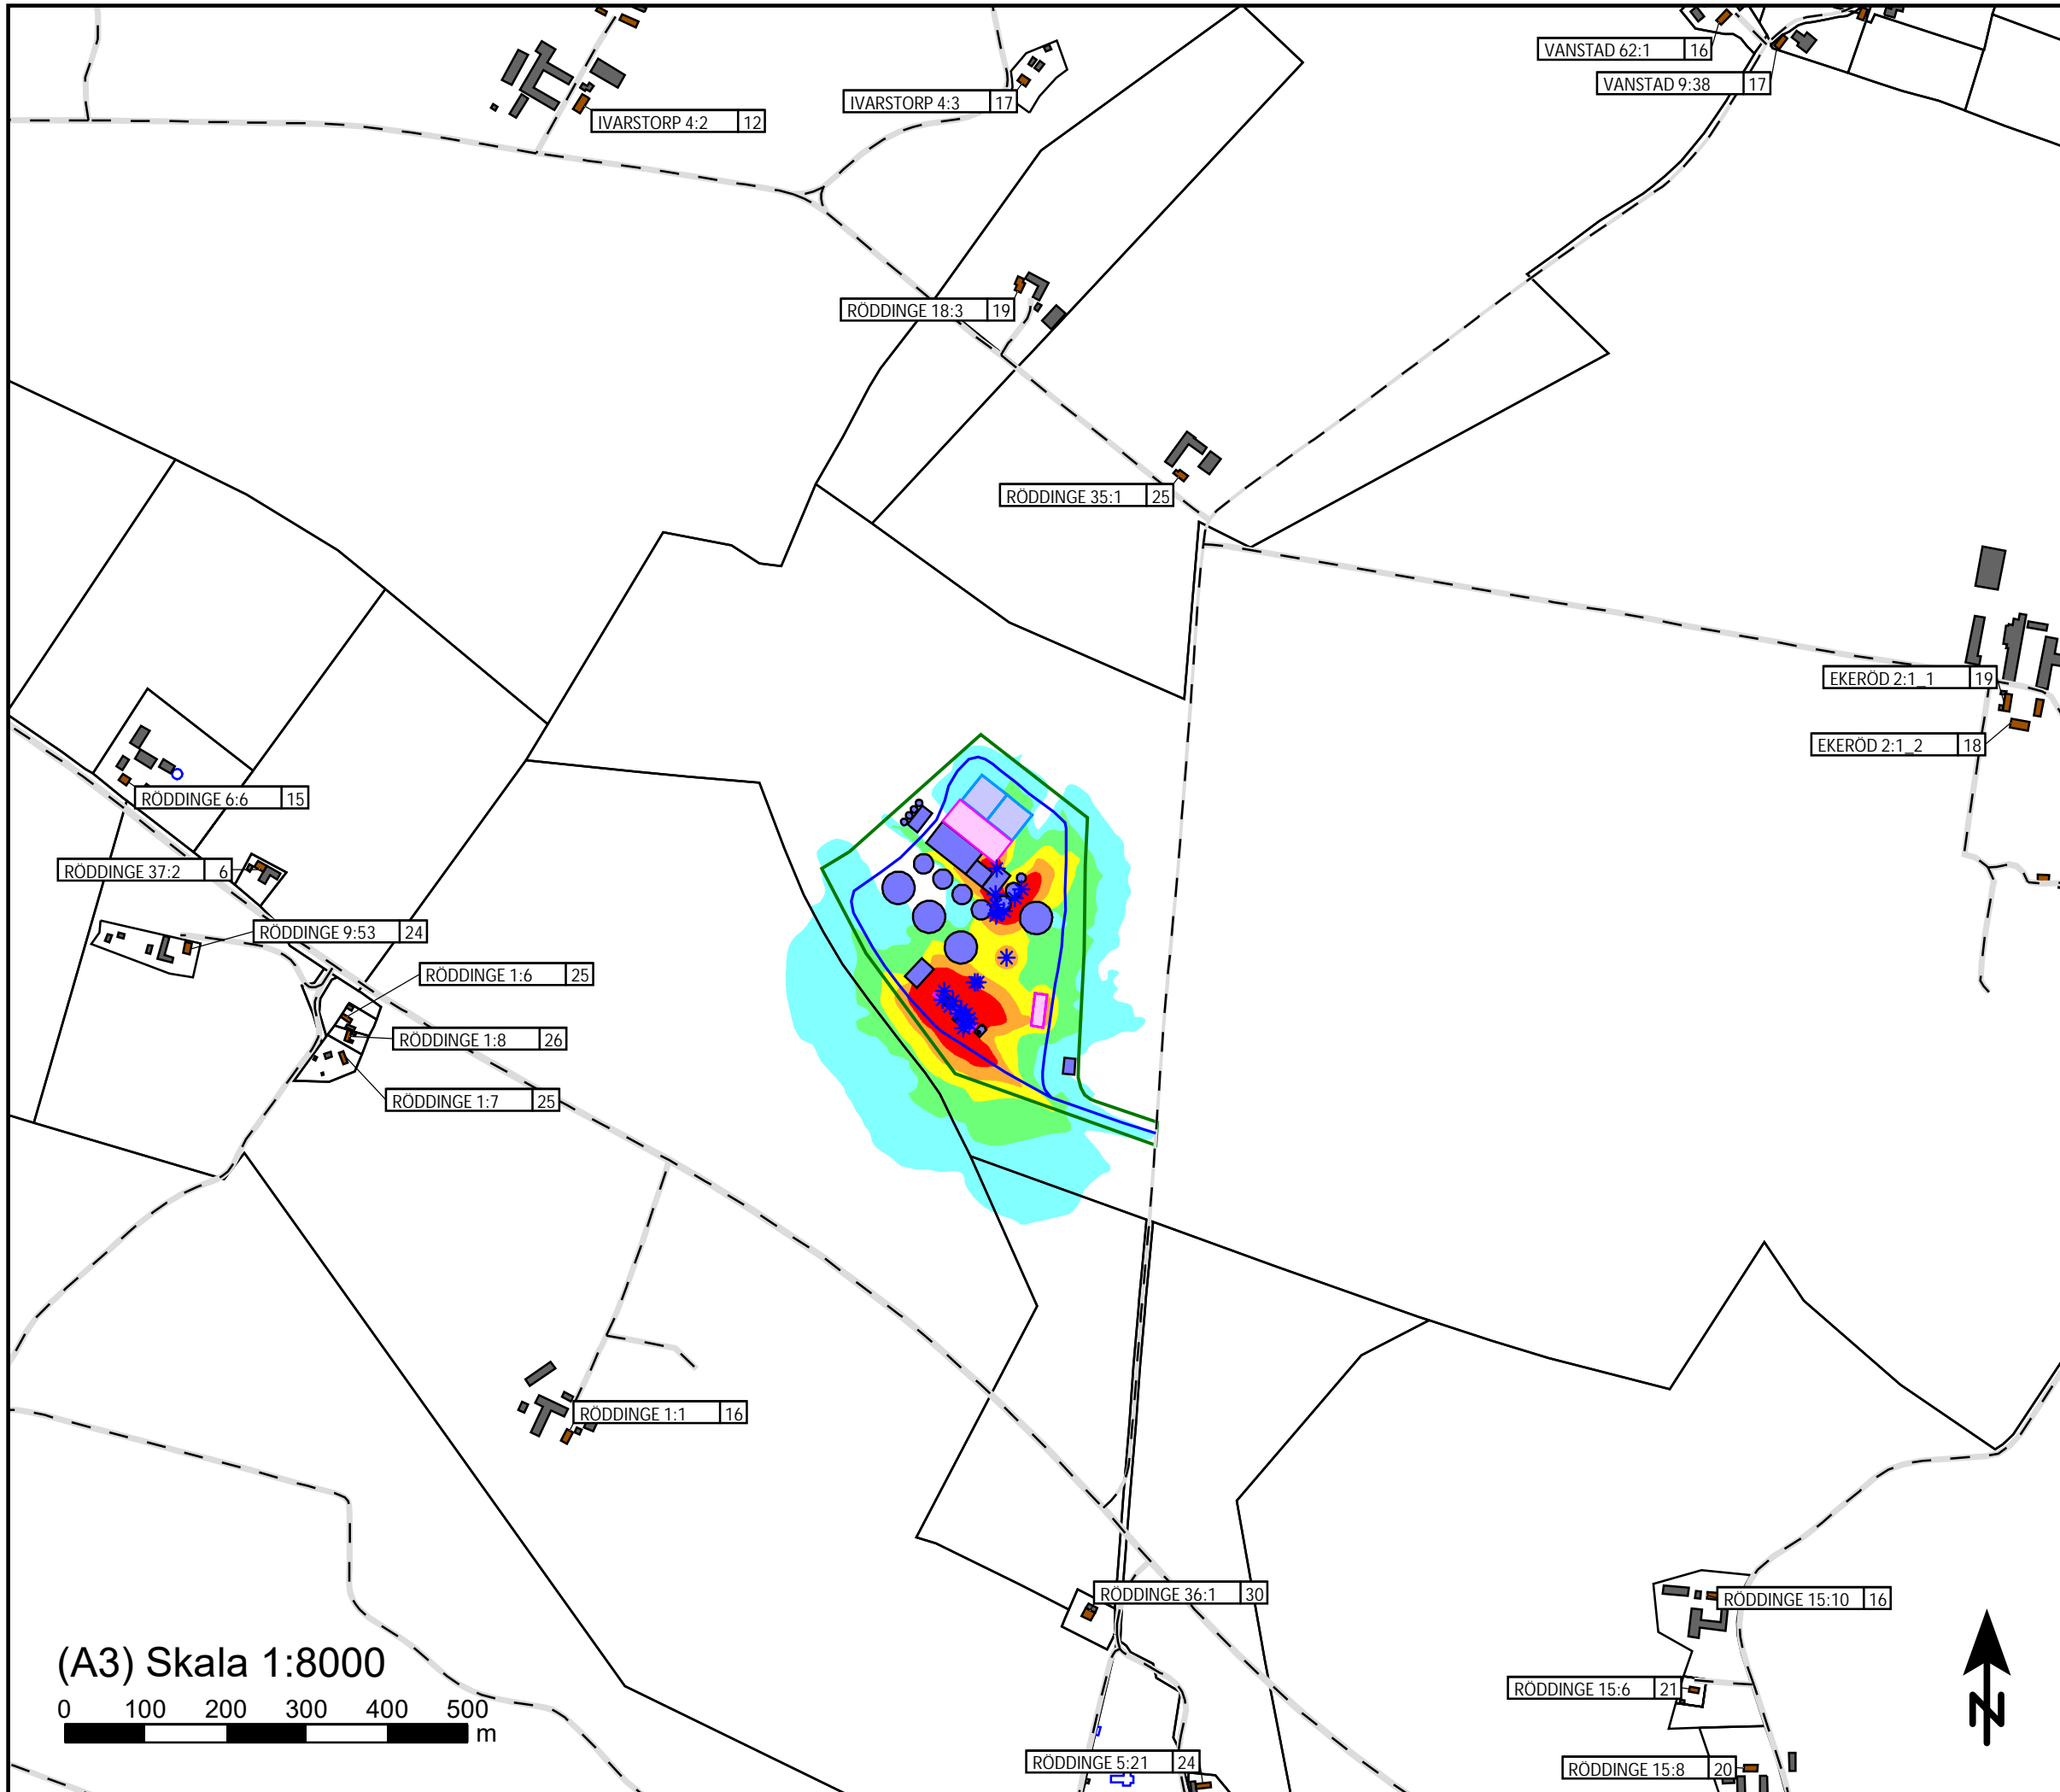 VANSTAD 62:1 16
VANSTAD 9:38 17
IVARSTORP 4:3 17
IVARSTORP 4:2 12
RÖDDINGE 18:3 19
RÖDDINGE 35:1 25
EKERÖD 2:1_1 19
EKERÖD 2:1_2 18
RÖDDINGE 6:6 15
RÖDDINGE 37:2 6
RÖDDINGE 9:53 24
RÖDDINGE 1:6 25
RÖDDINGE 1:8 26
RÖDDINGE 1:7 25
RÖDDINGE 1:1 16
RÖDDINGE 36:1 30
RÖDDINGE 15:10 16
RÖDDINGE 15:6 21
RÖDDINGE 5:21 24
RÖDDINGE 15:8 20
(A3) Skala 1:8000
0 100 200 300 400 500
m
N